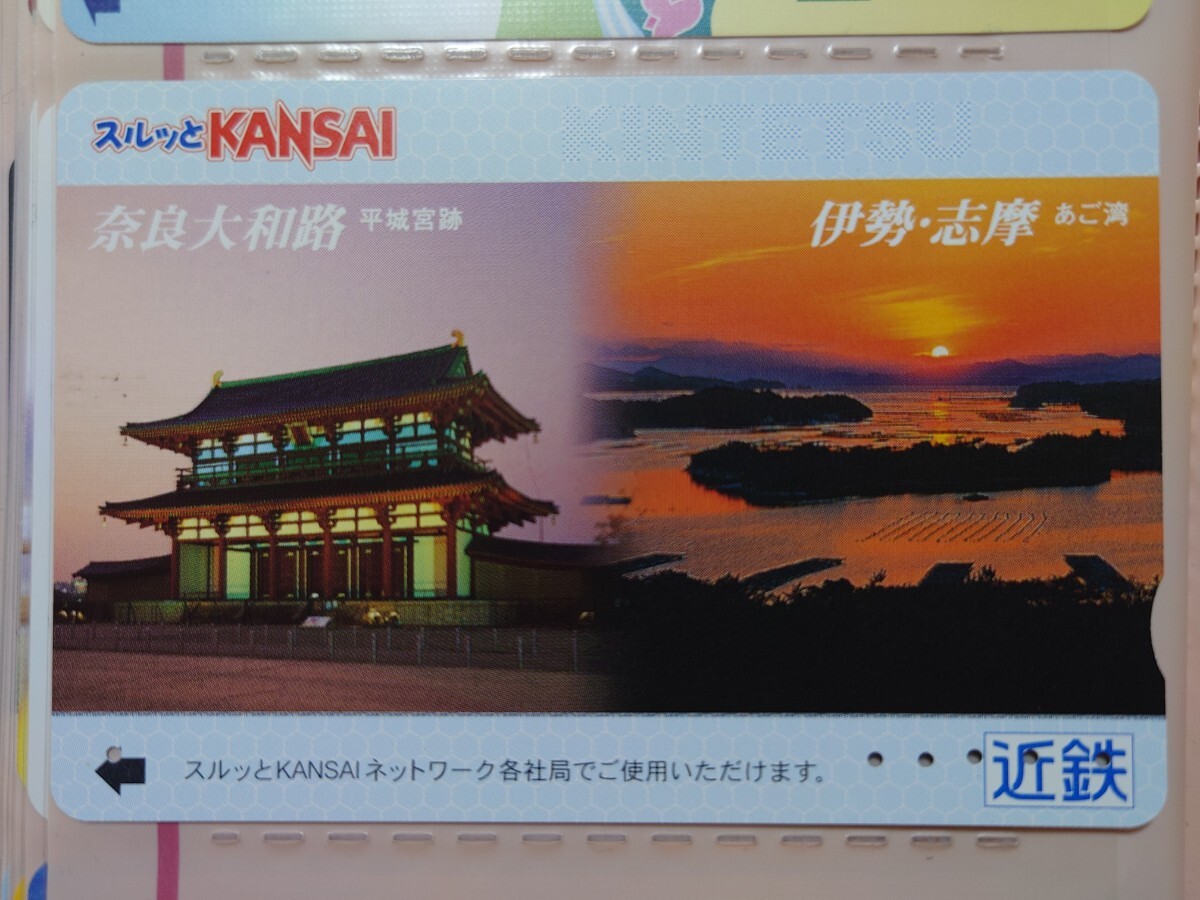 スルッとKANSAI
KINTETSU
奈良大和路 平城宮跡
伊勢・志摩 あご湾
スルッとKANSAIネットワーク各社局でご使用いただけます。
近鉄